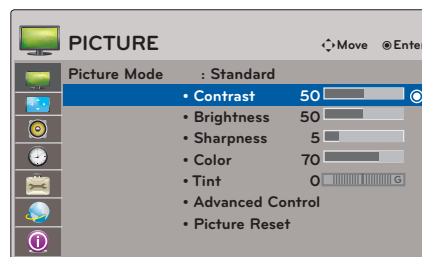 PICTURE Move Enter
Picture Mode : Standard
• Contrast 50
• Brightness 50
• Sharpness 5
• Color 70
• Tint 0 G
• Advanced Control
• Picture Reset